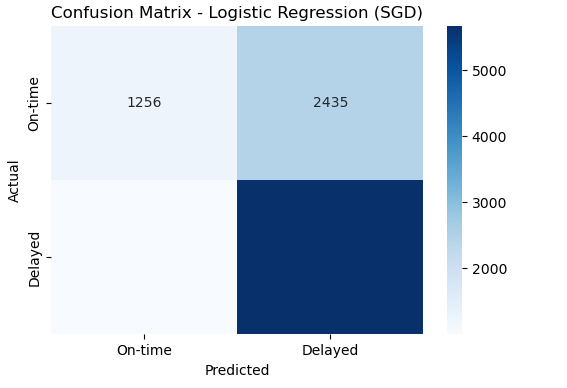 Confusion Matrix - Logistic Regression (SGD)
On-time
1256
2435
Actual
Delayed
On-time
Delayed
Predicted
5000
4000
3000
2000